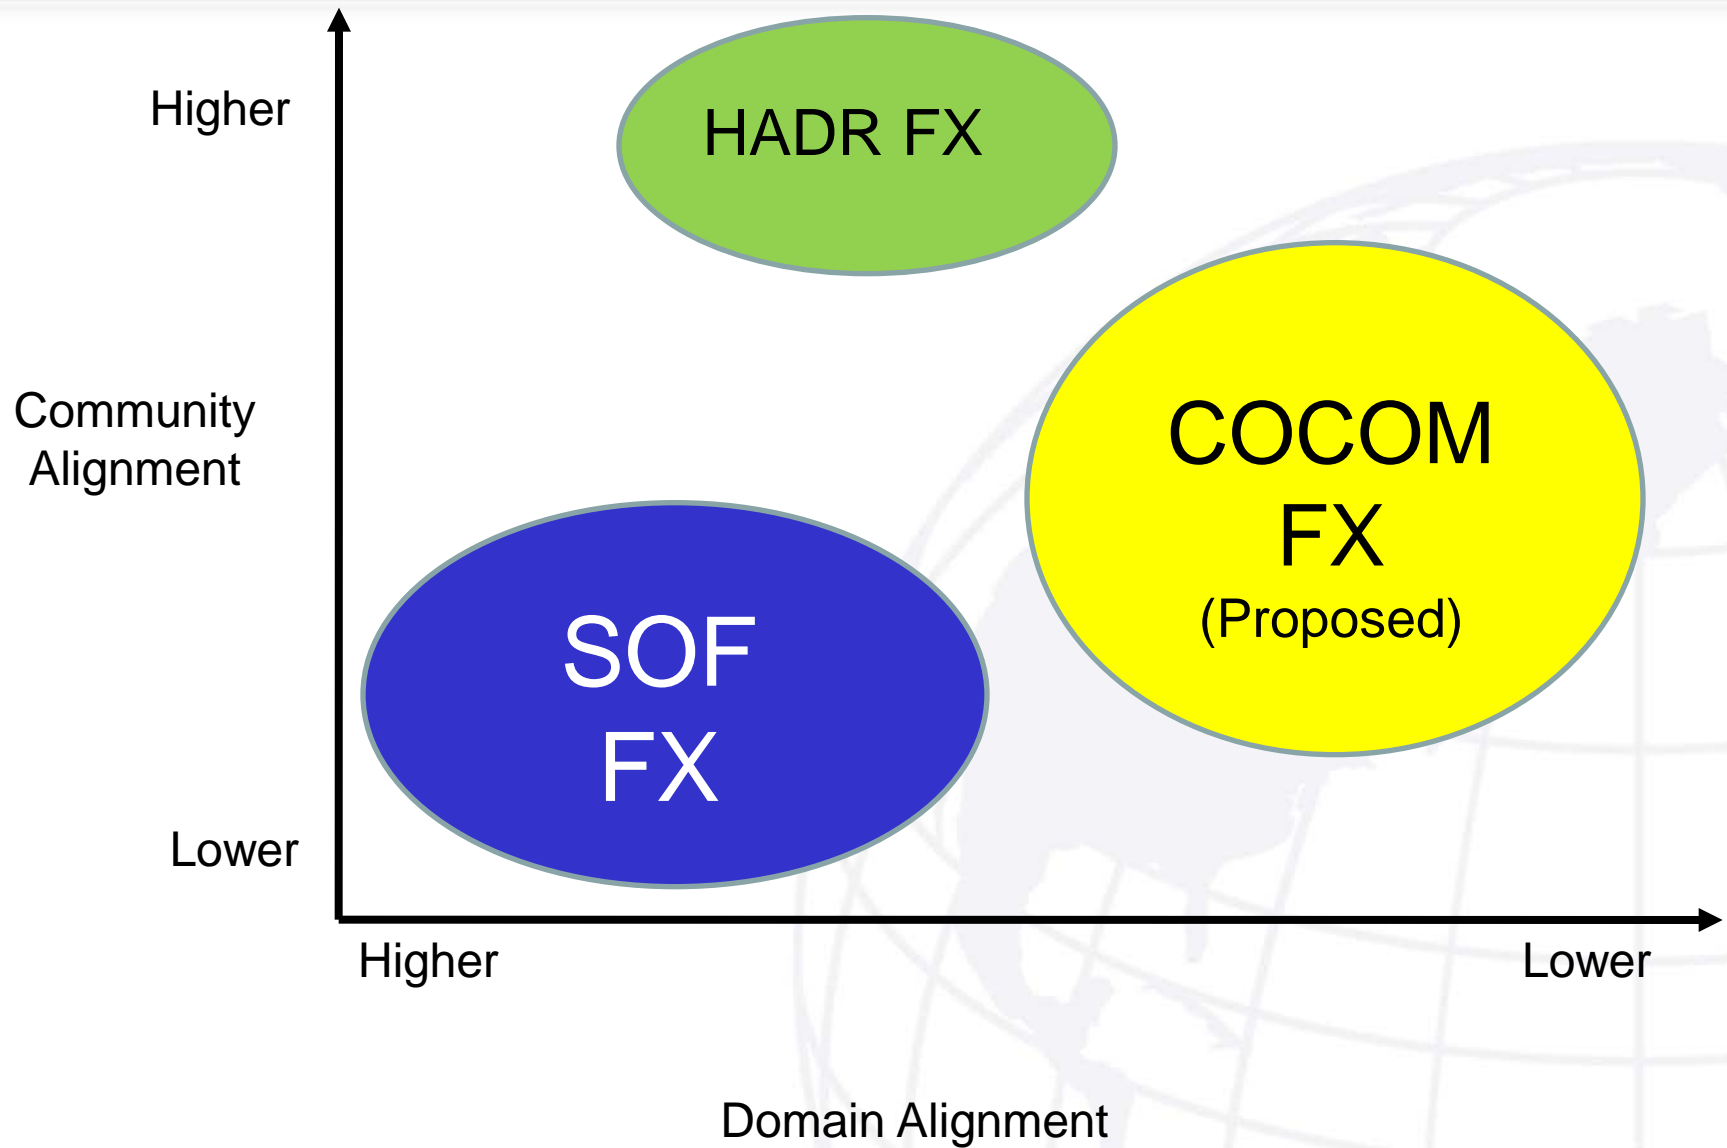 Higher
HADR FX
Community
Alignment
COCOM
FX
(Proposed)
SOF
FX
Lower
Higher
Lower
Domain Alignment